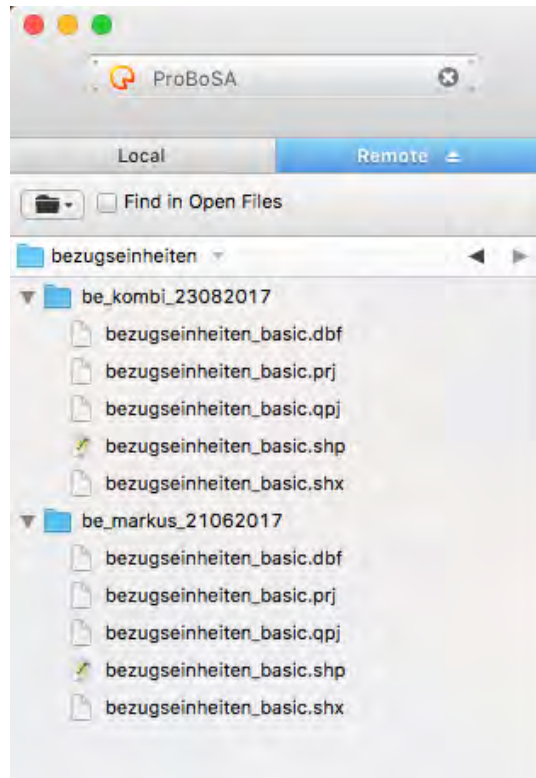 ProBoSA
Local Remote
Find in Open Files
bezugseinheiten
be_kombi_23082017
bezugseinheiten_basic.dbf
bezugseinheiten_basic.prj
bezugseinheiten_basic.qpj
bezugseinheiten_basic.shp
bezugseinheiten_basic.shx
be_markus_21062017
bezugseinheiten_basic.dbf
bezugseinheiten_basic.prj
bezugseinheiten_basic.qpj
bezugseinheiten_basic.shp
bezugseinheiten_basic.shx